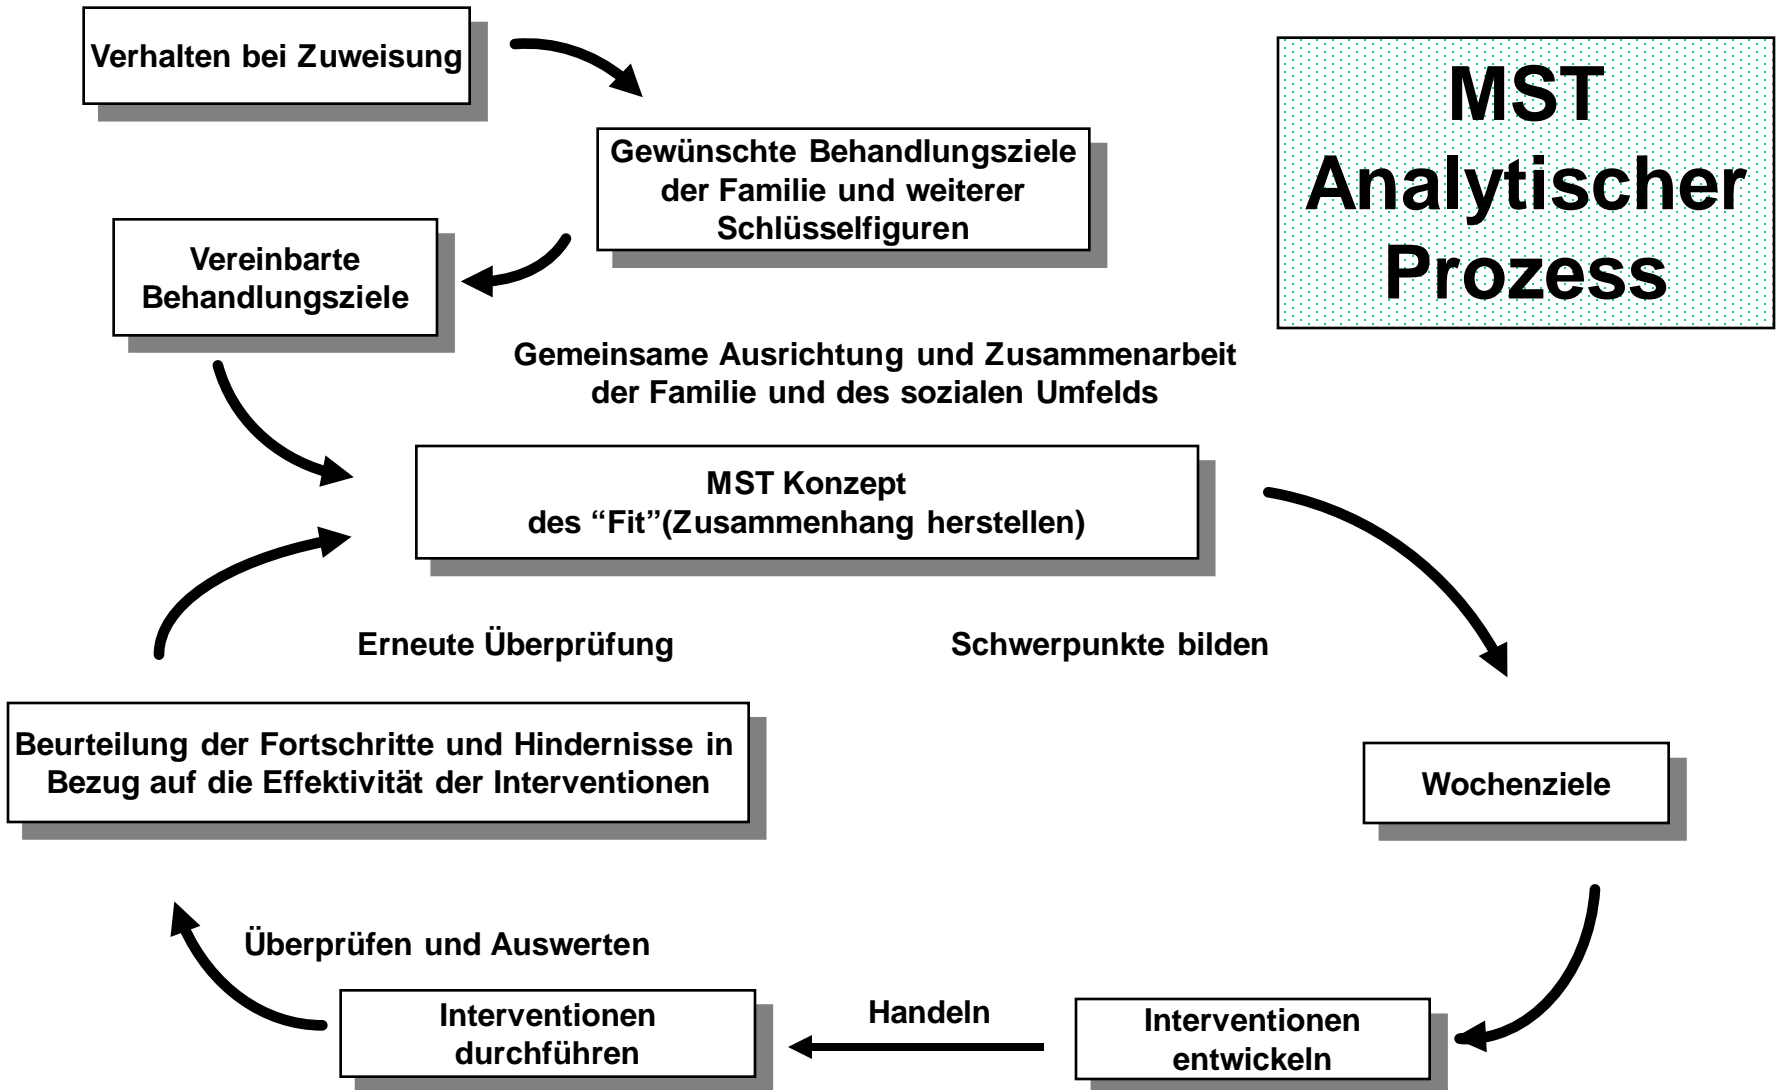 Verhalten bei Zuweisung
MST
Analytischer
Prozess
Gewünschte Behandlungsziele
der Familie und weiterer
Schlüsselfiguren
Vereinbarte
Behandlungsziele
Gemeinsame Ausrichtung und Zusammenarbeit
der Familie und des sozialen Umfelds
MST Konzept
des “Fit”(Zusammenhang herstellen)
Erneute Überprüfung
Schwerpunkte bilden
Beurteilung der Fortschritte und Hindernisse in
Bezug auf die Effektivität der Interventionen
Wochenziele
Überprüfen und Auswerten
Interventionen
durchführen
Handeln
Interventionen
entwickeln